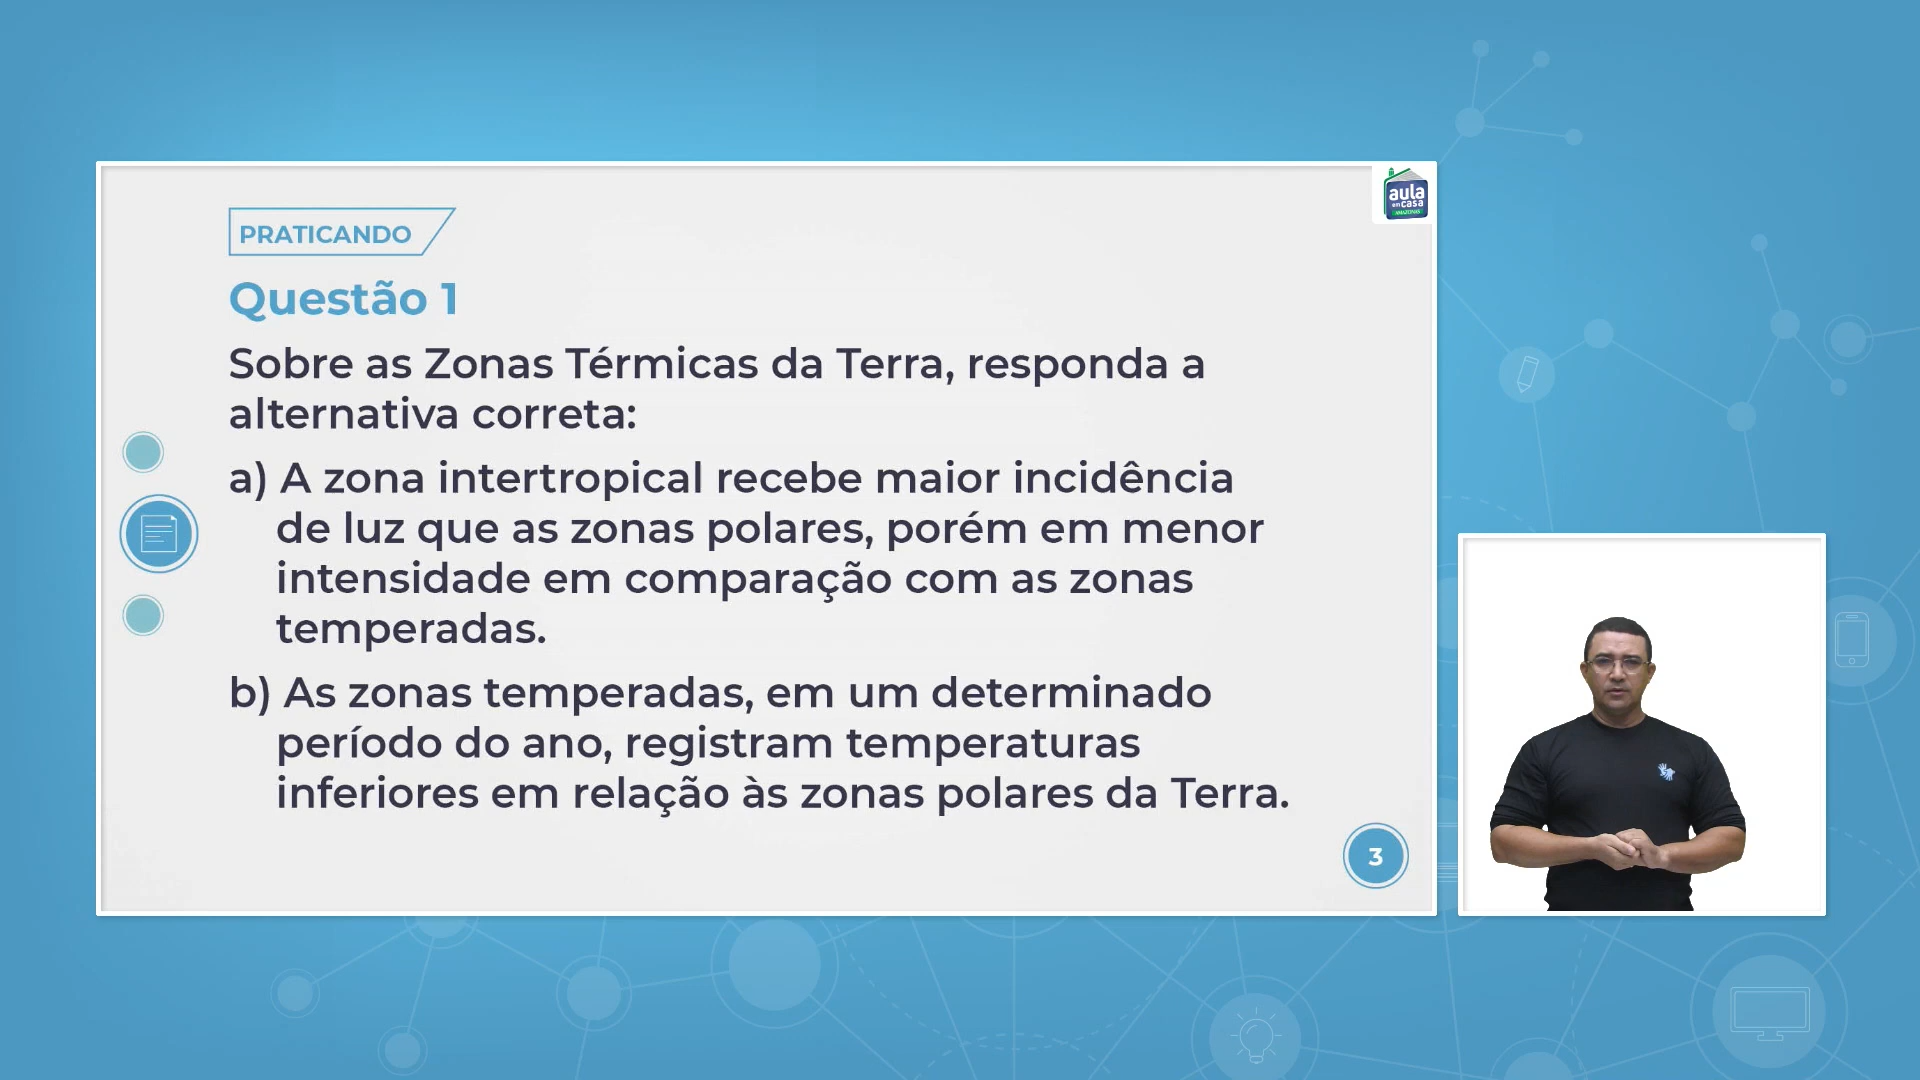 aula
em casa
AMAZONAS
PRATICANDO
Questão 1
Sobre as Zonas Térmicas da Terra, responda a
alternativa correta:
a) A zona intertropical recebe maior incidência
de luz que as zonas polares, porém em menor
intensidade em comparação com as zonas
temperadas.
b) As zonas temperadas, em um determinado
período do ano, registram temperaturas
inferiores em relação às zonas polares da Terra.
3